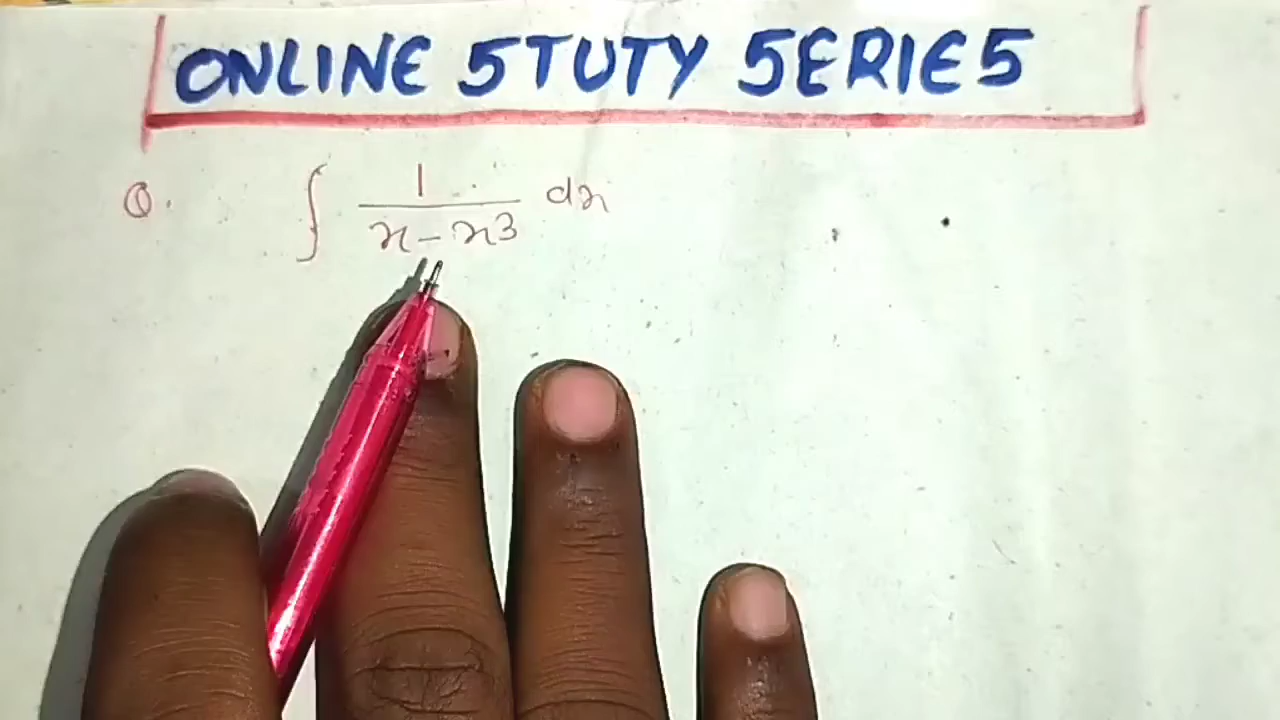 ONLINE STUTY SERIES
Q. ∫ 1/(x - x³) dx